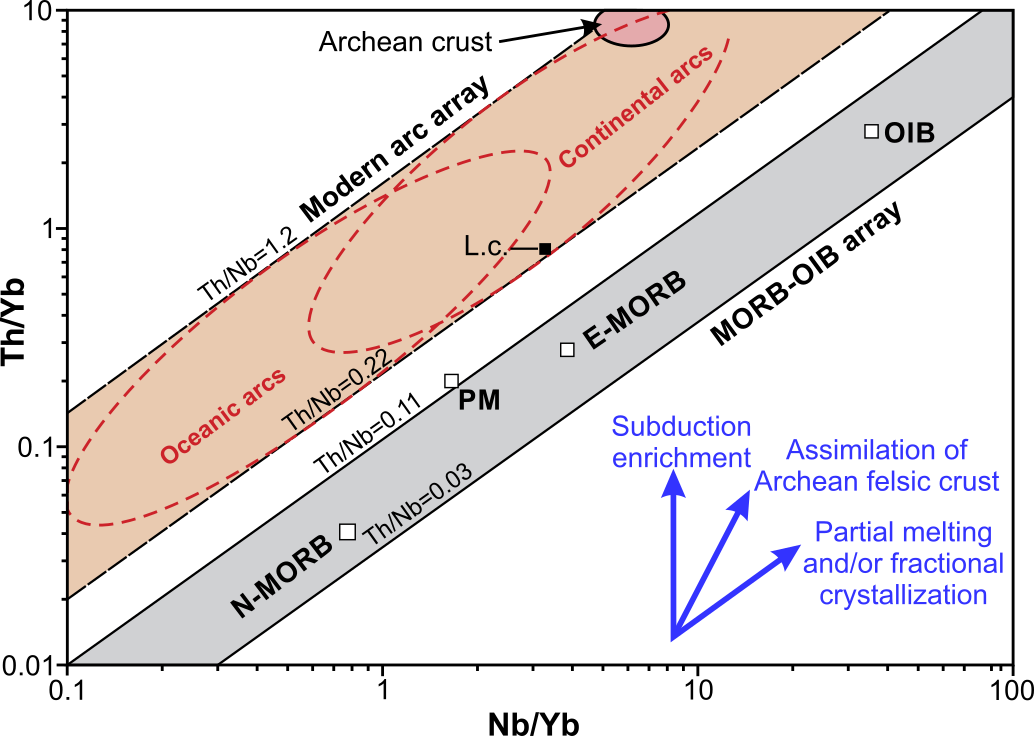 10
Archean crust
Continental arcs
Modern arc array
OIB
Th/Nb=1.2
1
L.c.
MORB-OIB array
E-MORB
Th/Yb
Th/Nb=0.22
PM
Oceanic arcs
Th/Nb=0.11
Subduction
enrichment
Assimilation of
Archean felsic crust
0.1
Th/Nb=0.03
Partial melting
and/or fractional
crystallization
N-MORB
0.01
0.1
1
10
100
Nb/Yb